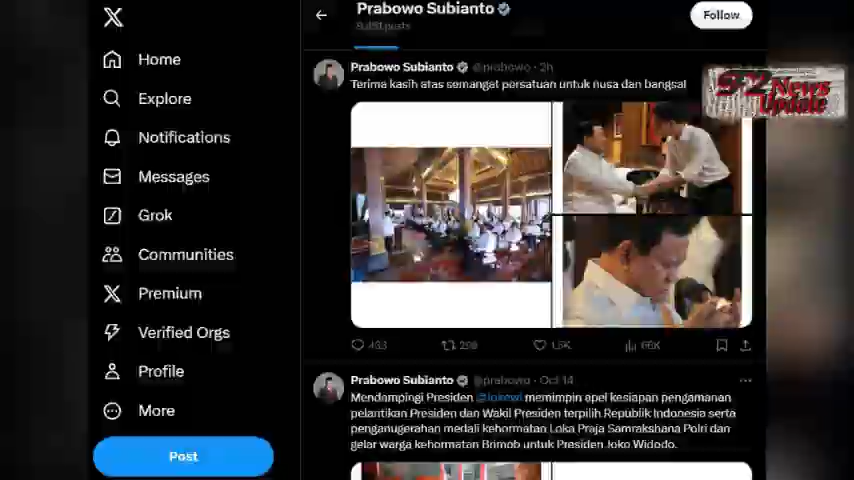 Prabowo Subianto
posts
Follow
Home
Explore
Notifications
Messages
Grok
Communities
Premium
Verified Orgs
Profile
More
Post
Prabowo Subianto @prabowo · 2h
Terima kasih atas semangat persatuan untuk nusa dan bangsa!
News
Update
Prabowo Subianto @prabowo · Oct 14
Mendampingi Presiden @jokowi memimpin apel kesiapan pengamanan
pelantikan Presiden dan Wakil Presiden terpilih Republik Indonesia serta
penganugerahan medali kehormatan Loka Praja Samrakshana Polri dan
gelar warga kehormatan Brimob untuk Presiden Joko Widodo.